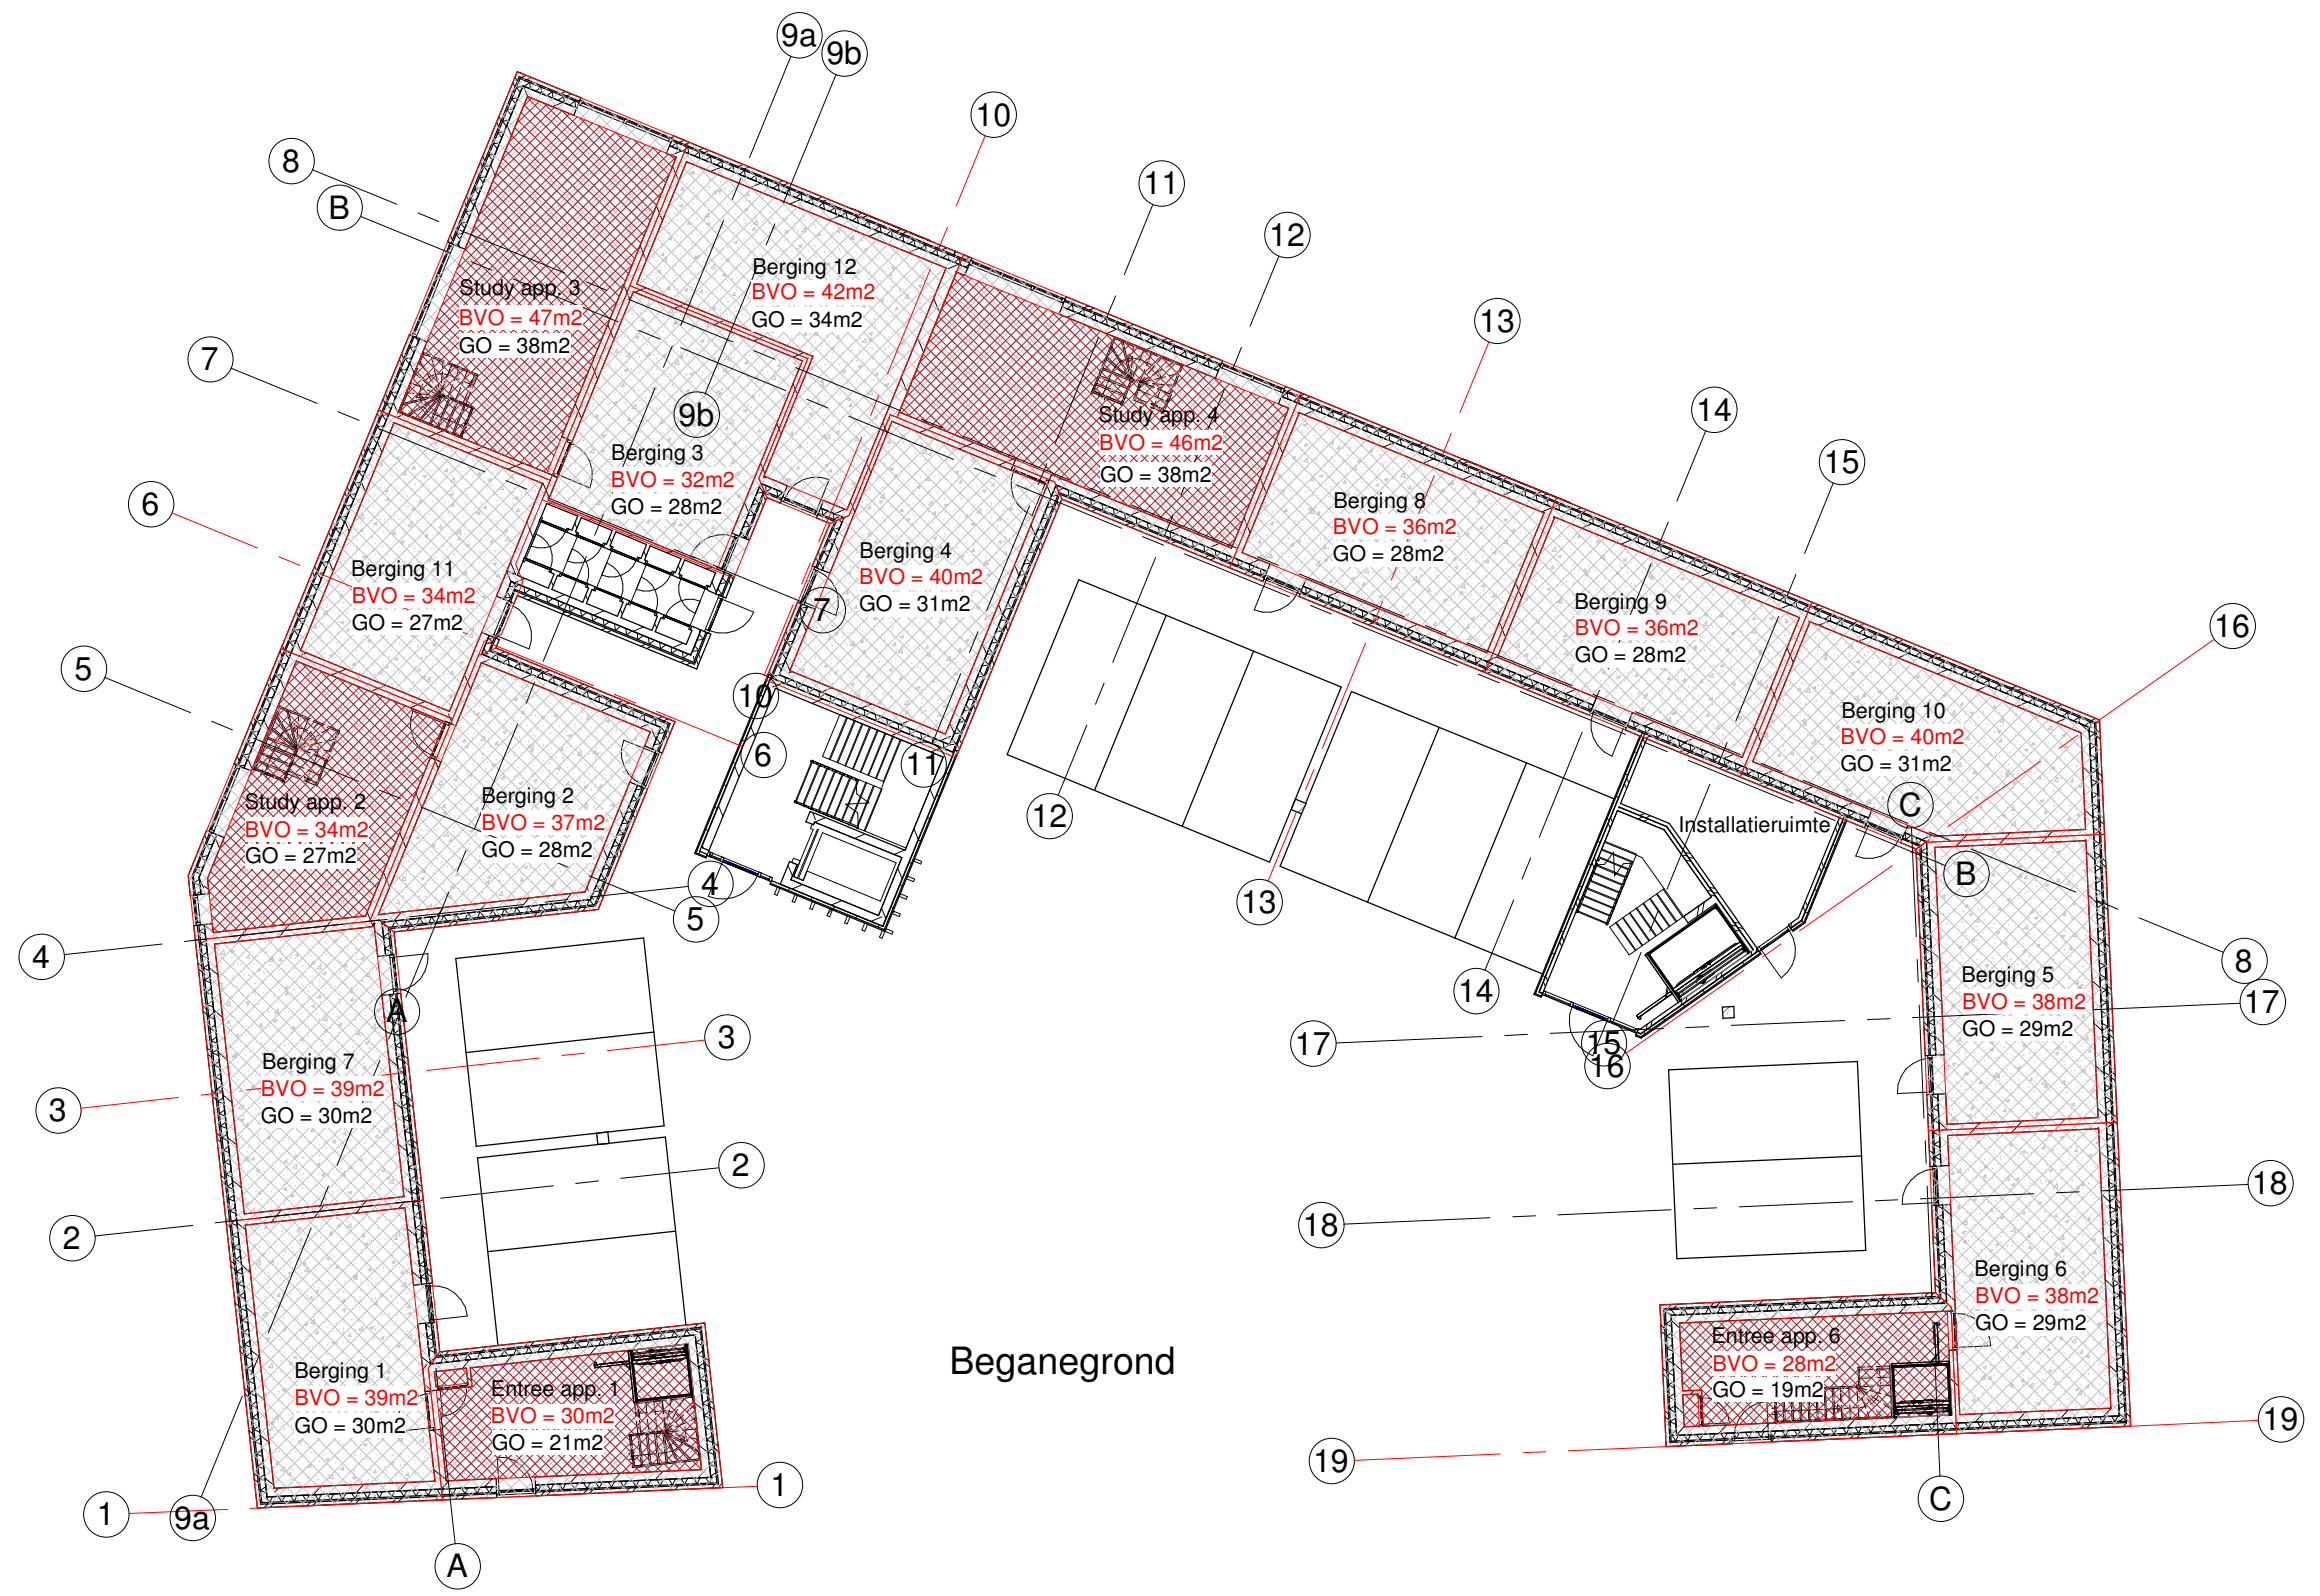 9a
9b
10
8
B
11
12
13
7
14
15
6
5
16
Study app. 3
BVO = 47m2
GO = 38m2
Berging 12
BVO = 42m2
GO = 34m2
9b
Berging 3
BVO = 32m2
GO = 28m2
Study app. 4
BVO = 46m2
GO = 38m2
Berging 8
BVO = 36m2
GO = 28m2
Berging 11
BVO = 34m2
GO = 27m2
Berging 4
BVO = 40m2
GO = 31m2
7
Berging 9
BVO = 36m2
GO = 28m2
10
6
11
Berging 10
BVO = 40m2
GO = 31m2
Study app. 2
BVO = 34m2
GO = 27m2
Berging 2
BVO = 37m2
GO = 28m2
12
Installatieruimte
C
B
4
5
13
4
14
8
17
A
Berging 5
BVO = 38m2
GO = 29m2
3
17
15
16
Berging 7
BVO = 39m2
GO = 30m2
3
2
2
18
18
Berging 6
BVO = 38m2
GO = 29m2
Berging 1
BVO = 39m2
GO = 30m2
Entree app. 1
BVO = 30m2
GO = 21m2
Beganegrond
Entree app. 6
BVO = 28m2
GO = 19m2
19
19
1
1
9a
A
C